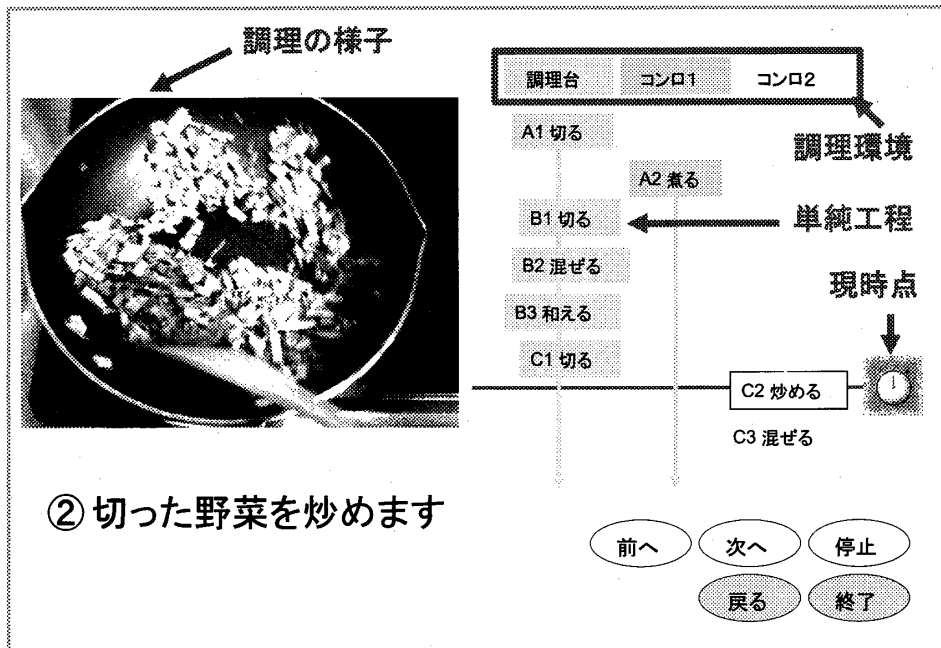 調理の様子
調理台 コンロ1 コンロ2
調理環境
A1 切る
A2 煮る
単純工程
B1 切る
B2 混ぜる
現時点
B3 和える
C1 切る
C2 炒める
C3 混ぜる
② 切った野菜を炒めます
前へ 次へ 停止
戻る 終了